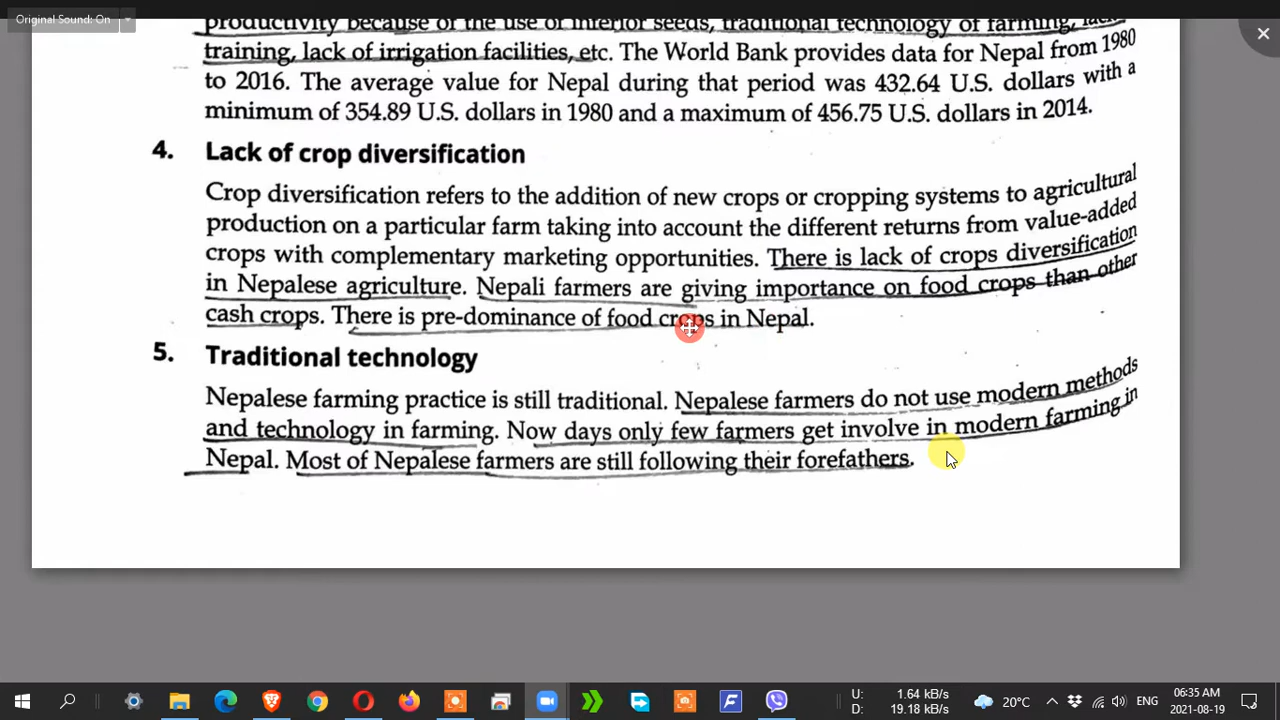 Original Sound: On
productivity because of the use of inferior seeds, traditional technology of farming, lack
training, lack of irrigation facilities, etc. The World Bank provides data for Nepal from 1980
to 2016. The average value for Nepal during that period was 432.64 U.S. dollars with a
minimum of 354.89 U.S. dollars in 1980 and a maximum of 456.75 U.S. dollars in 2014.
4. Lack of crop diversification
Crop diversification refers to the addition of new crops or cropping systems to agricultural
production on a particular farm taking into account the different returns from value-added
crops with complementary marketing opportunities. There is lack of crops diversification
in Nepalese agriculture. Nepali farmers are giving importance on food crops than other
cash crops. There is pre-dominance of food crops in Nepal.
5. Traditional technology
Nepalese farming practice is still traditional. Nepalese farmers do not use modern methods
and technology in farming. Now days only few farmers get involve in modern farming in
Nepal. Most of Nepalese farmers are still following their forefathers.
U: 1.64 kB/s
D: 19.18 kB/s
20°C
ENG
06:35 AM
2021-08-19